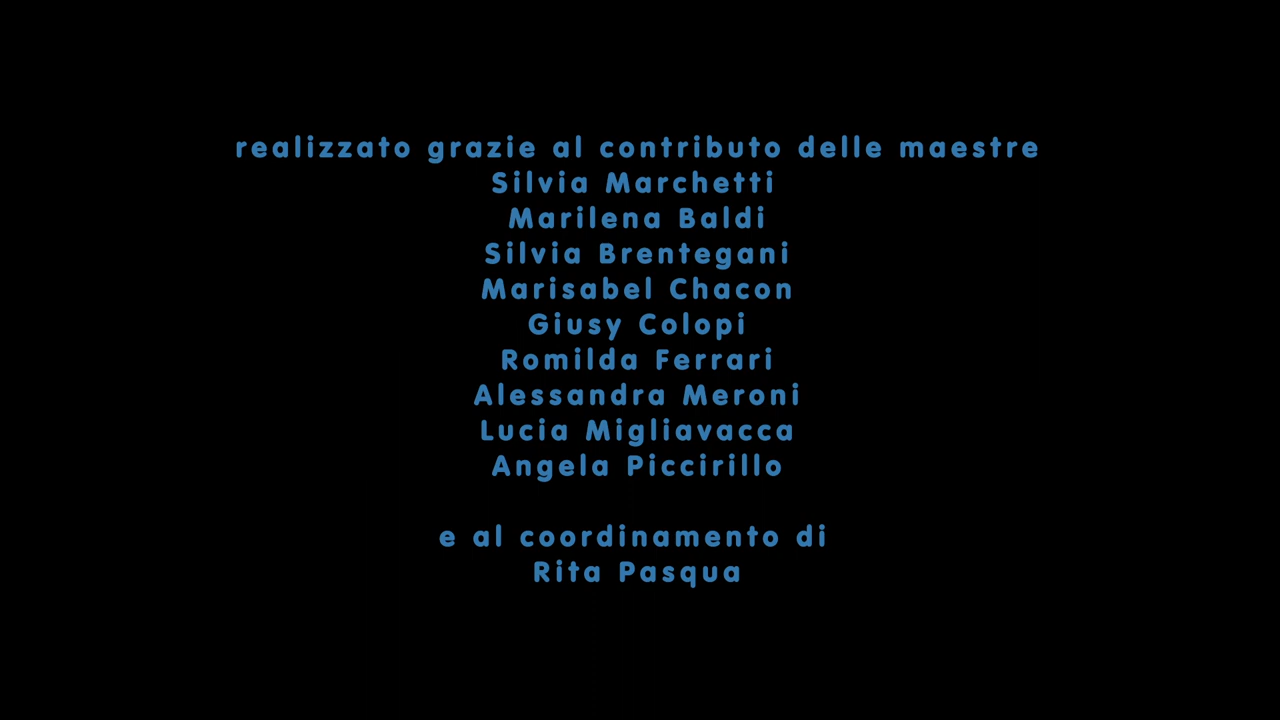 realizzato grazie al contributo delle maestre
Silvia Marchetti
Marilena Baldi
Silvia Brentegani
Marisabel Chacon
Giusy Colopi
Romilda Ferrari
Alessandra Meroni
Lucia Migliavacca
Angela Piccirillo
e al coordinamento di
Rita Pasqua